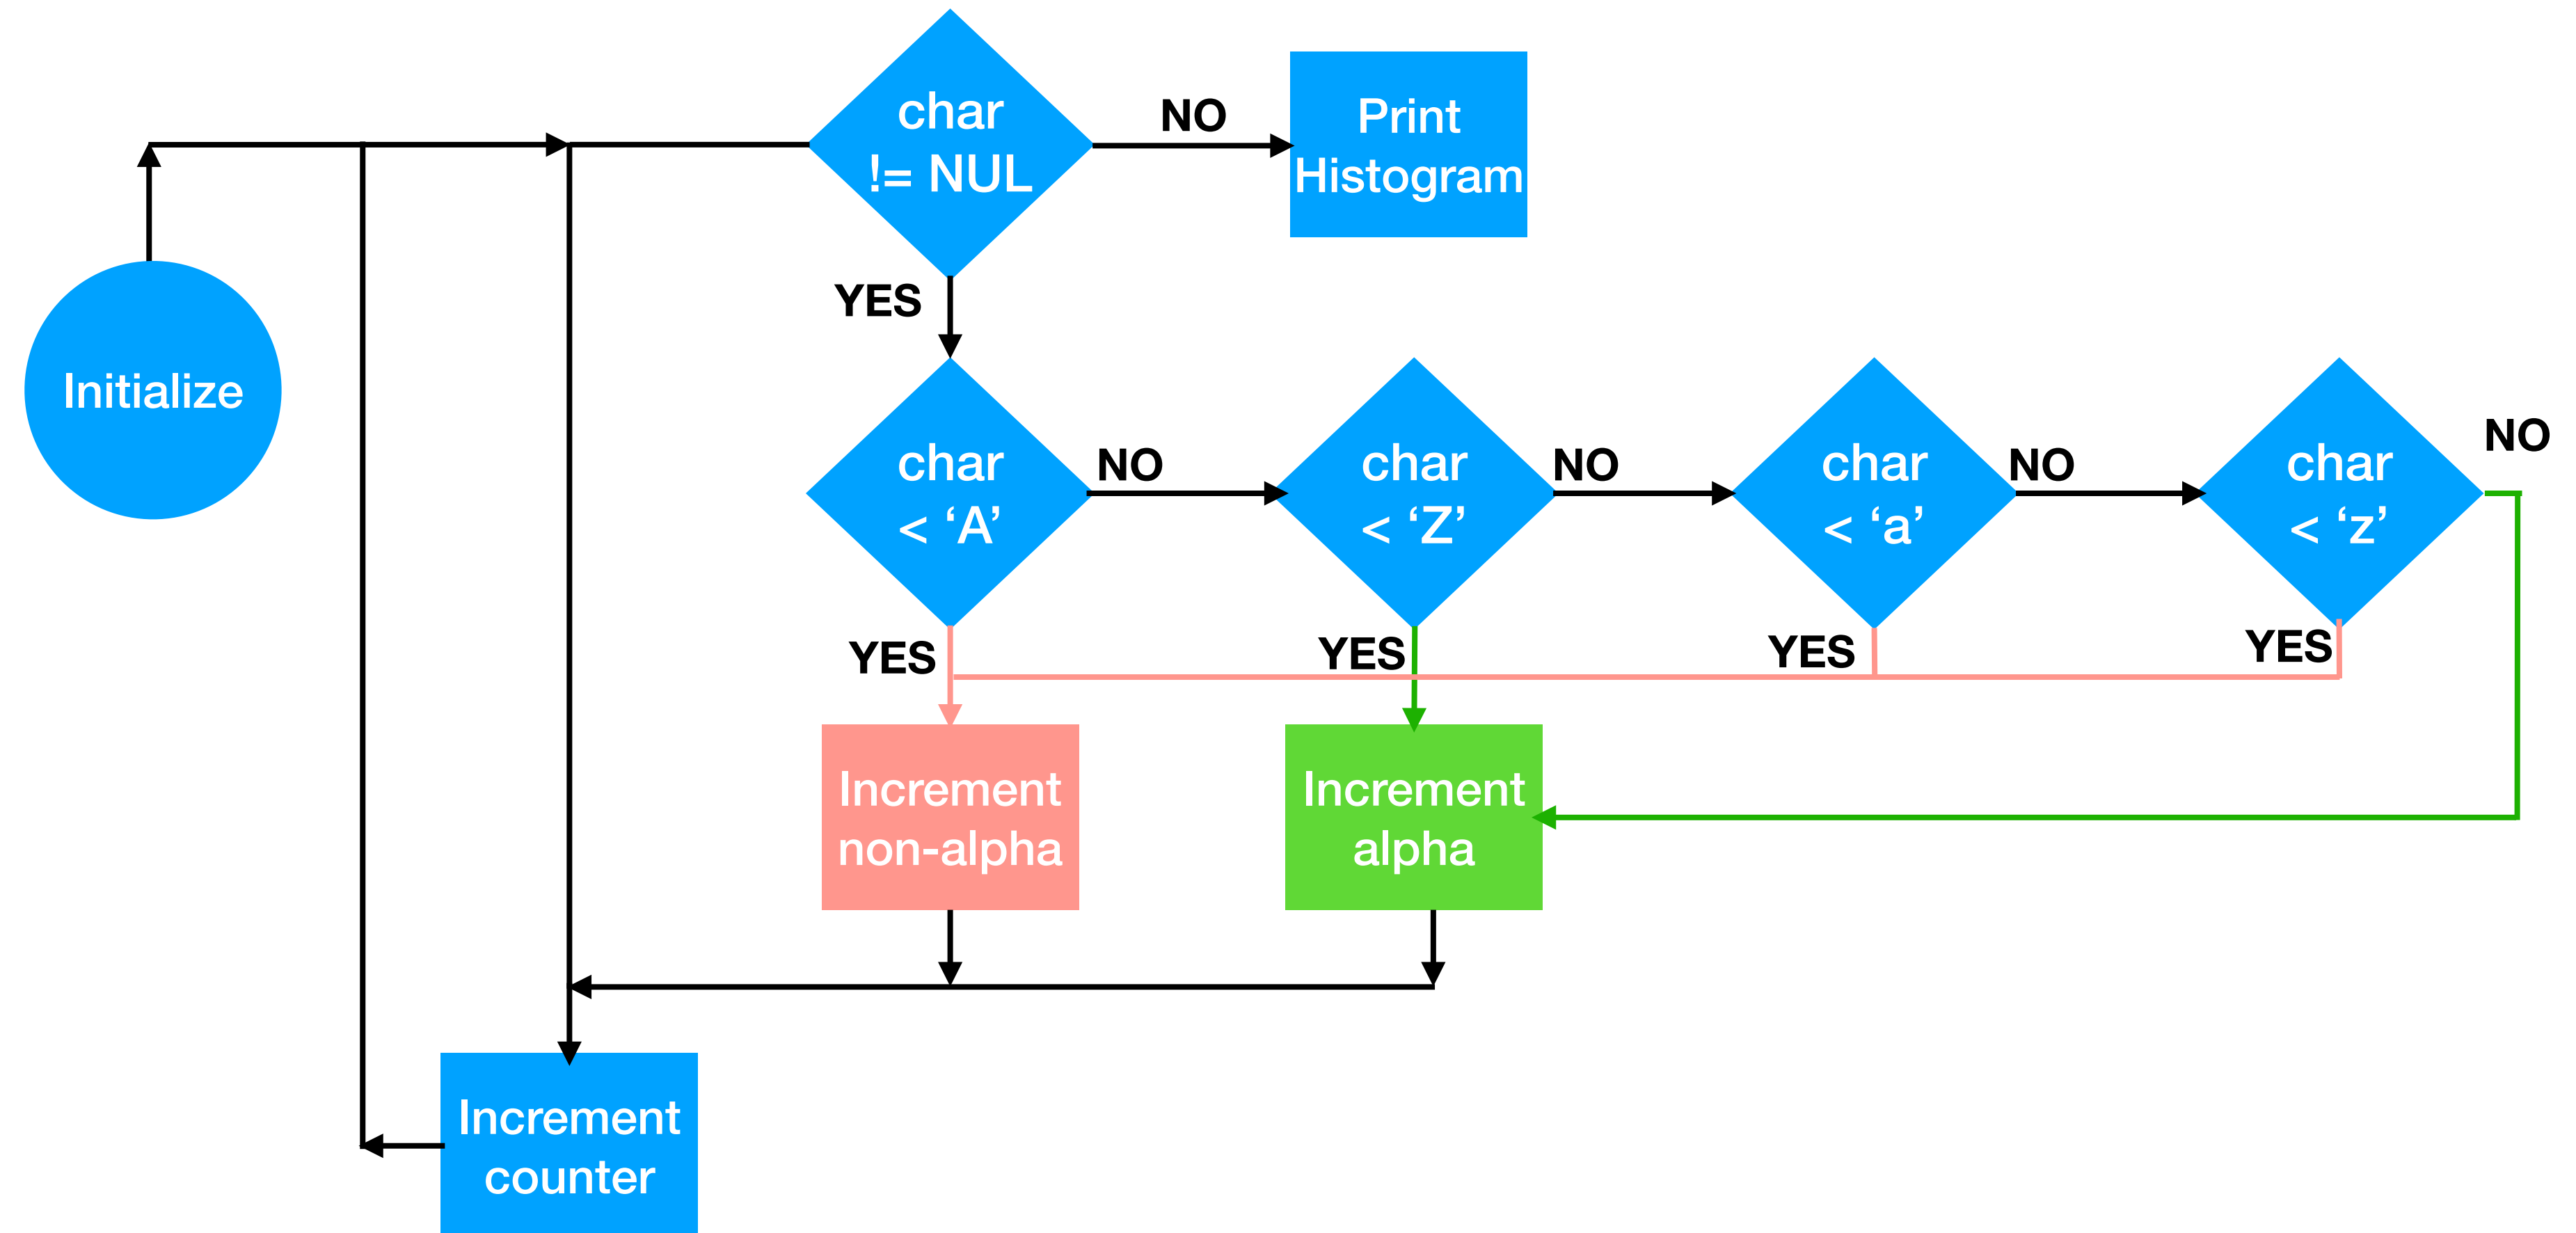 char
!= NUL
NO
Print
Histogram
YES
Initialize
char
< ‘A’
NO
char
< ‘Z’
NO
char
< ‘a’
NO
char
< ‘z’
NO
YES
YES
YES
YES
Increment
non-alpha
Increment
alpha
Increment
counter